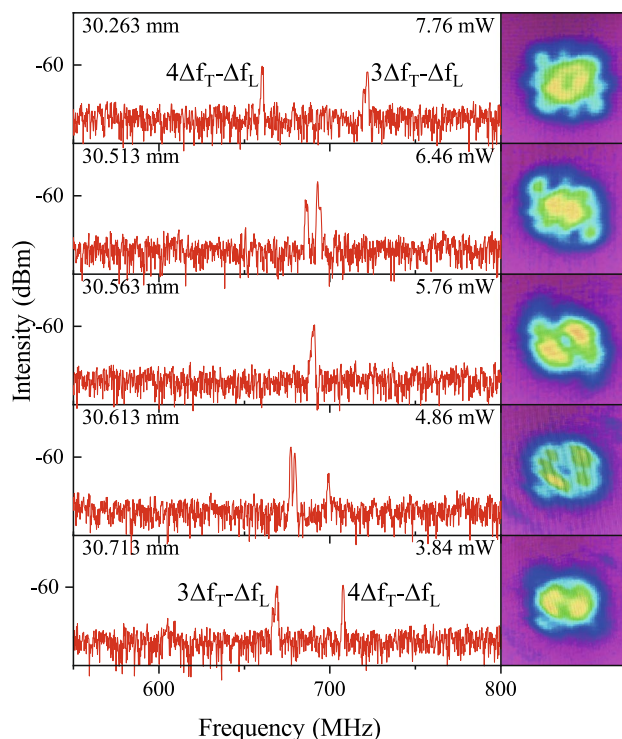 30.263 mm 7.76 mW
-60 4Δf_T-Δf_L 3Δf_T-Δf_L
30.513 mm 6.46 mW
-60
30.563 mm 5.76 mW
-60
30.613 mm 4.86 mW
-60
30.713 mm 3.84 mW
-60 3Δf_T-Δf_L 4Δf_T-Δf_L
Intensity (dBm)
600 700 800
Frequency (MHz)